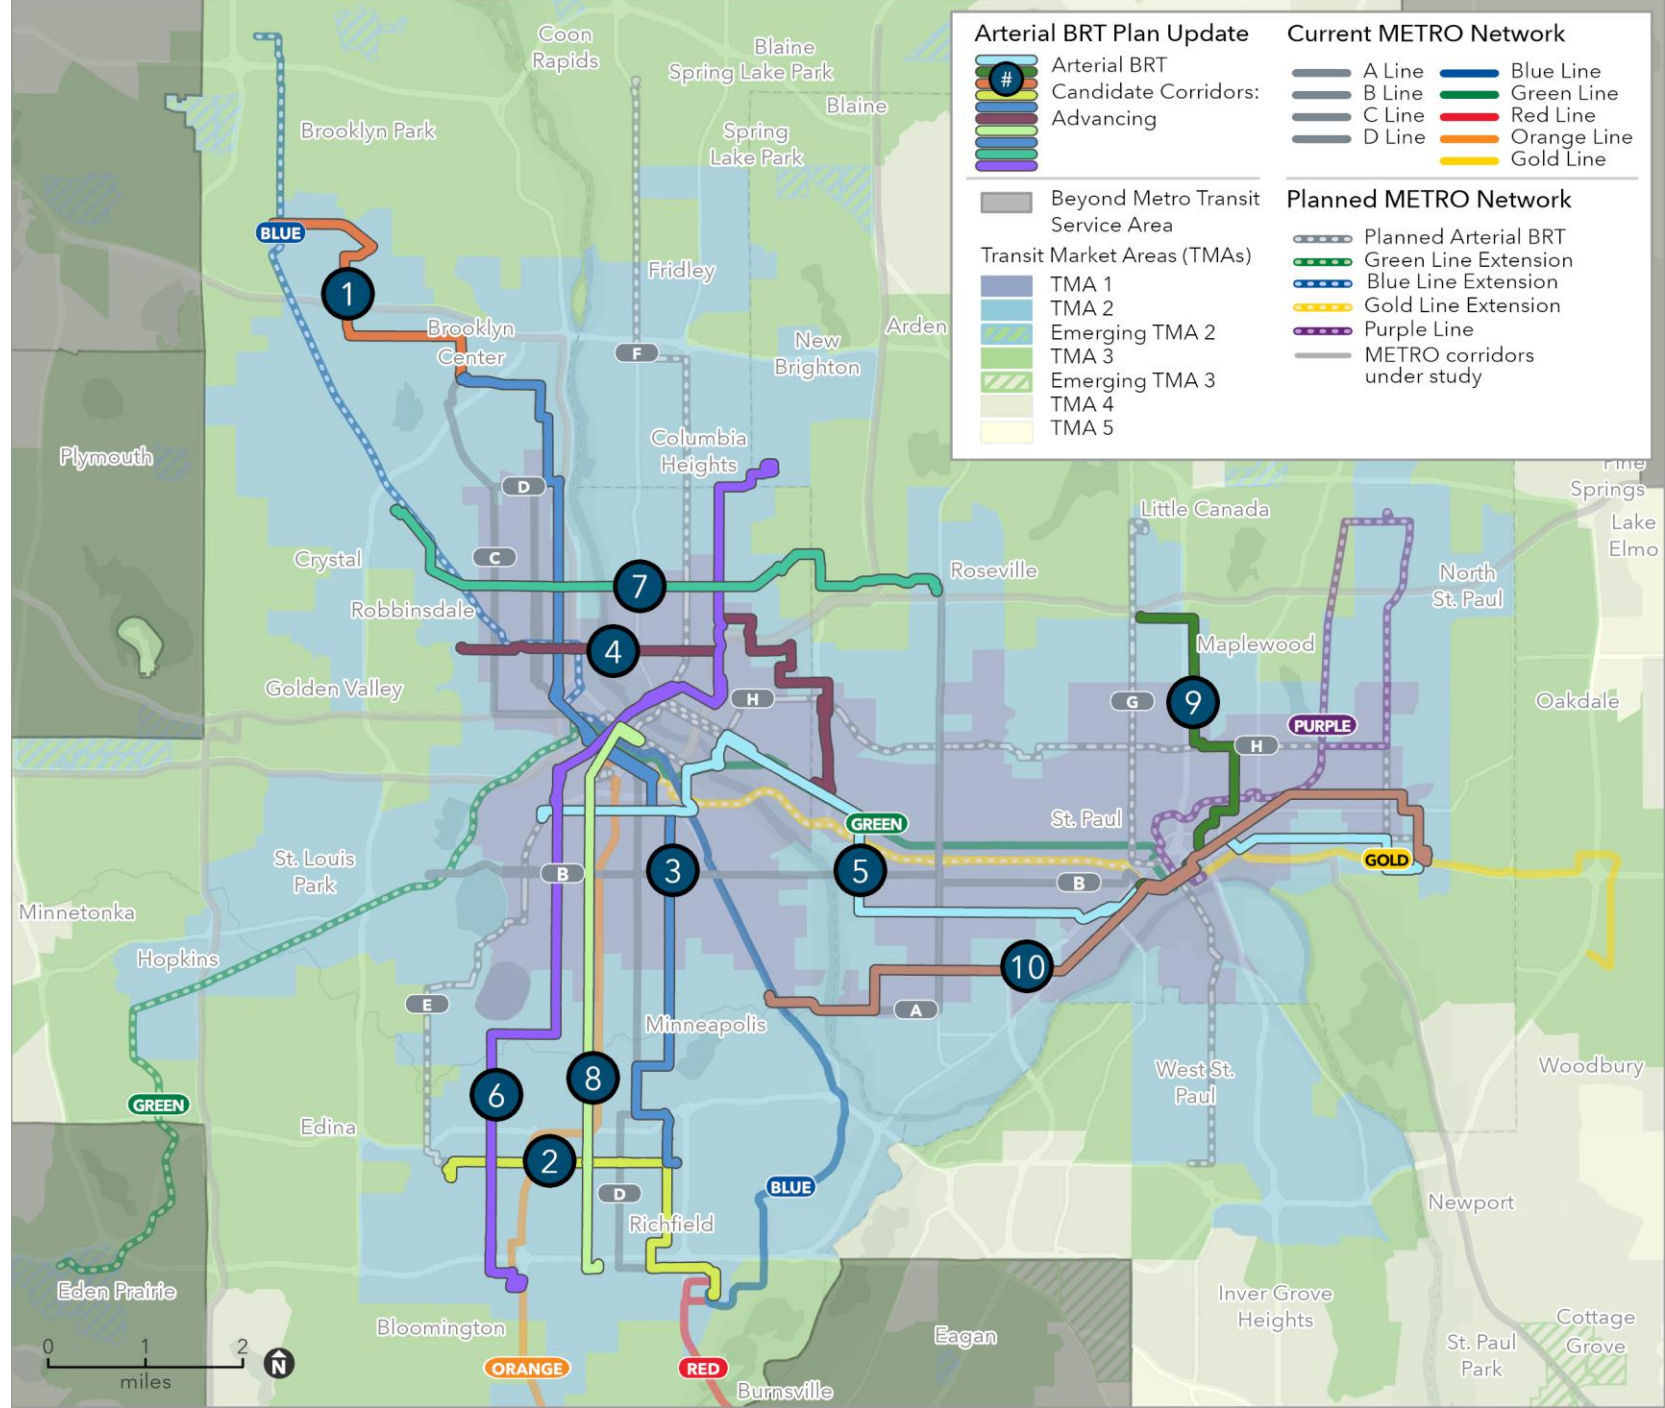 Arterial BRT Plan Update
#
Arterial BRT
Candidate Corridors:
Advancing
Beyond Metro Transit
Service Area
Transit Market Areas (TMAs)
TMA 1
TMA 2
Emerging TMA 2
TMA 3
Emerging TMA 3
TMA 4
TMA 5
Current METRO Network
A Line
B Line
C Line
D Line
Blue Line
Green Line
Red Line
Orange Line
Gold Line
Planned METRO Network
Planned Arterial BRT
Green Line Extension
Blue Line Extension
Gold Line Extension
Purple Line
METRO corridors
under study
Coon
Rapids
Blaine
Spring Lake Park
Blaine
Brooklyn Park
Spring
Lake Park
BLUE
Fridley
1
Brooklyn
Center
Arden
New
Brighton
F
Columbia
Heights
Plymouth
Pine
Springs
D
Little Canada
Lake
Elmo
C
Crystal
7
Roseville
North
St. Paul
Robbinsdale
4
Maplewood
Golden Valley
H
G
9
Oakdale
PURPLE
H
St. Paul
GREEN
St. Louis
Park
B
3
5
B
GOLD
Minnetonka
Hopkins
10
E
A
Minneapolis
6
8
West St.
Paul
Woodbury
GREEN
Edina
2
D
BLUE
Richfield
Newport
Eden Prairie
Inver Grove
Heights
Cottage
Grove
Bloomington
Eagan
St. Paul
Park
0 1 2
miles
N
ORANGE
RED
Burnsville